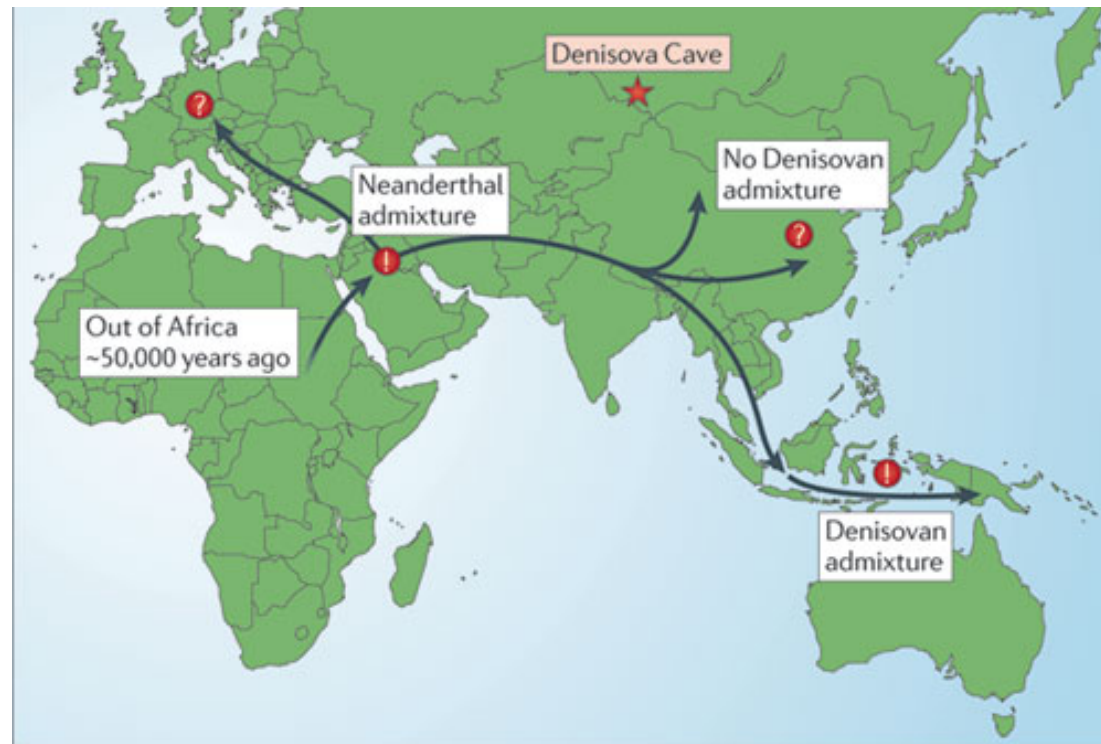 Denisova Cave
?
No Denisovan
admixture
Neanderthal
admixture
?
!
Out of Africa
~50,000 years ago
!
Denisovan
admixture